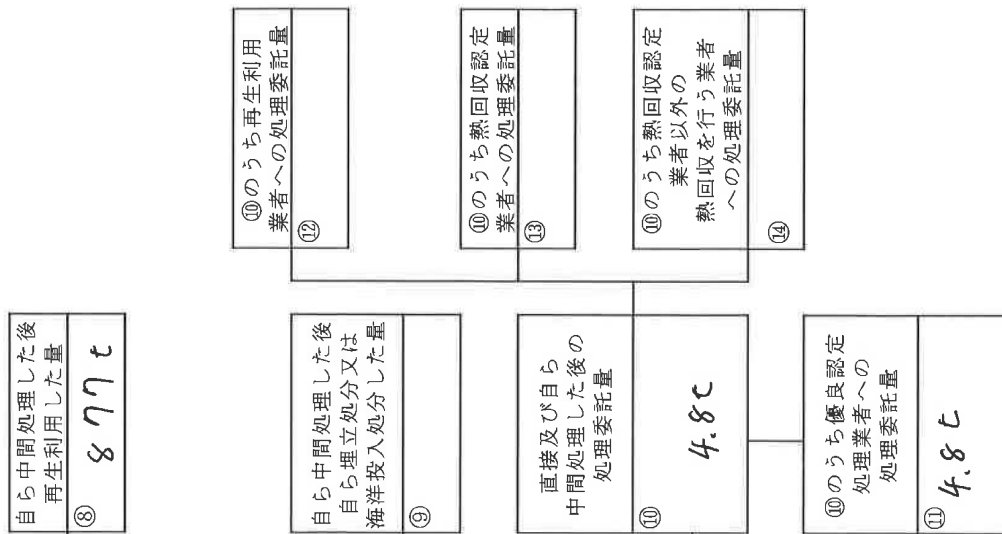 自ら中間処理した後
再生利用した量
⑧
877t
自ら中間処理した後
自ら埋立処分又は
海洋投入処分した量
⑨
直接及び自ら
中間処理した後の
処理委託量
⑩
4.8t
⑩のうち優良認定
処理業者への
処理委託量
⑪
4.8t
⑩のうち再生利用
業者への処理委託量
⑫
⑩のうち熱回収認定
業者への処理委託量
⑬
⑩のうち熱回収認定
業者以外の
熱回収を行う業者
への処理委託量
⑭